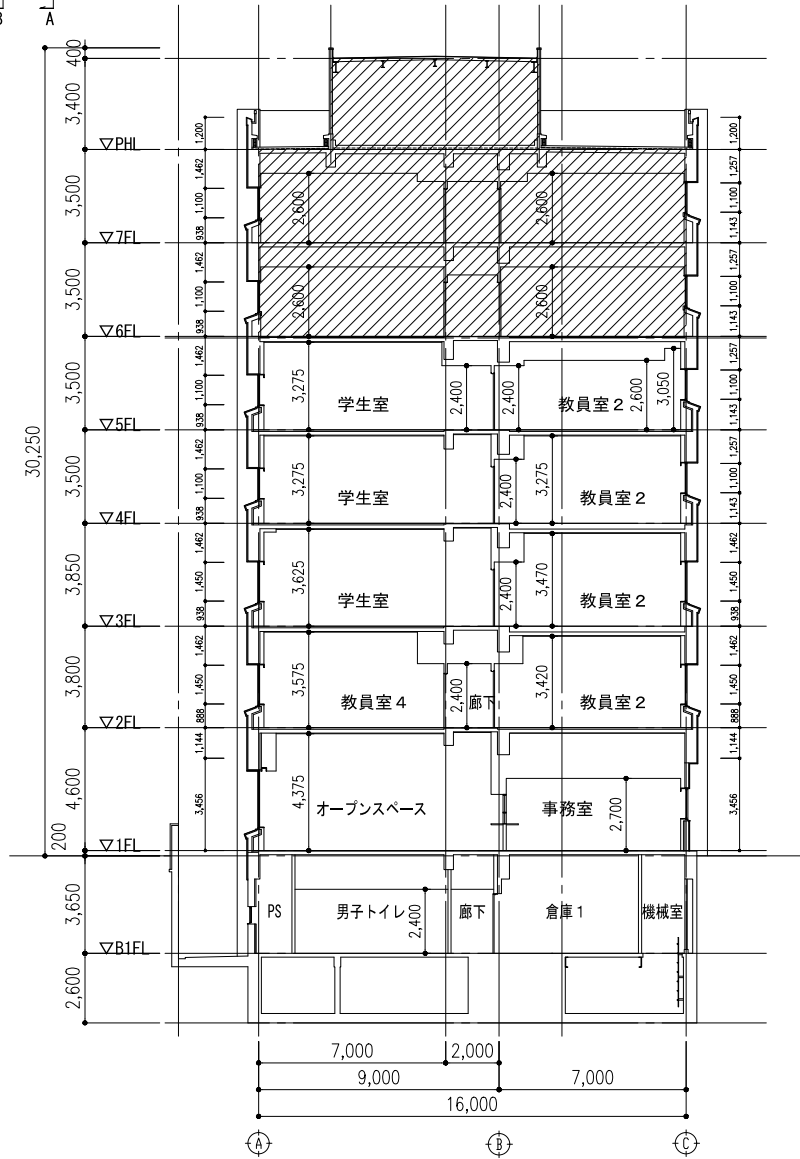 B
A
400
3,400
▽PHL
3,500
▽7FL
3,500
▽6FL
3,500
▽5FL
3,500
▽4FL
3,850
▽3FL
3,800
▽2FL
4,600
▽1FL
200
3,650
▽B1FL
2,600
30,250
1,200
1,462
1,100
938
1,462
1,100
938
1,462
1,100
938
1,462
1,100
938
1,462
1,450
938
1,462
1,450
888
1,144
3,456
1,200
1,257
1,100
1,143
1,257
1,100
1,143
1,257
1,100
1,143
1,257
1,100
1,143
1,462
1,450
938
1,462
1,450
888
1,144
3,456
2,600
2,600
2,600
2,600
3,275
学生室
2,400
2,400
教員室2
2,600
3,050
3,275
学生室
2,400
3,275
教員室2
3,625
学生室
2,400
3,470
教員室2
3,575
教員室4
2,400
廊下
3,420
教員室2
4,375
オープンスペース
事務室
2,700
PS
男子トイレ
2,400
廊下
倉庫1
機械室
7,000
2,000
9,000
7,000
16,000
A
B
C